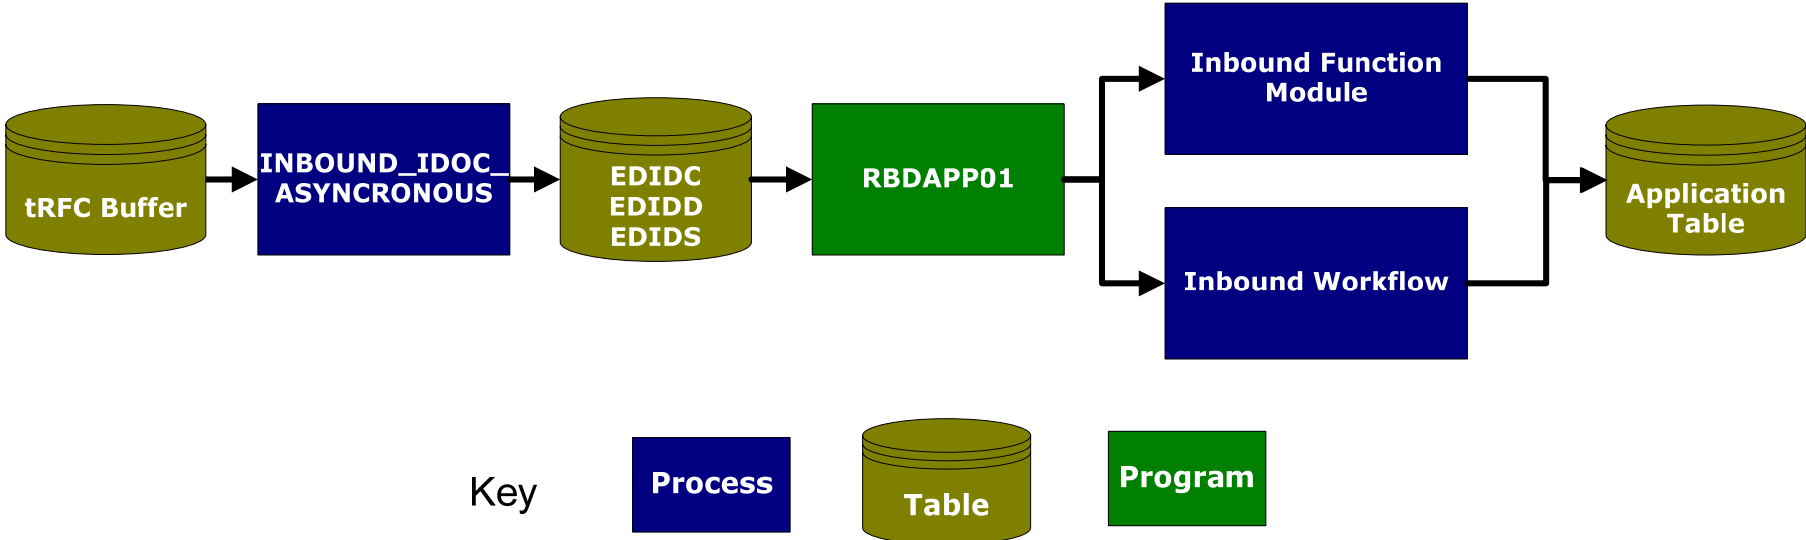 tRFC Buffer
INBOUND_IDOC_
ASYNCRONOUS
EDIDC
EDIDD
EDIDS
RBDAPP01
Inbound Function
Module
Inbound Workflow
Application
Table
Key
Process
Table
Program